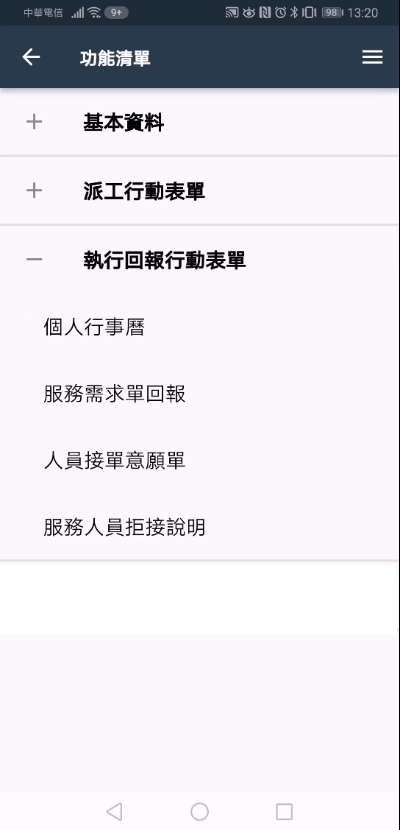 中華電信 9+ 98 13:20
功能清單
基本資料
派工行動表單
執行回報行動表單
個人行事曆
服務需求單回報
人員接單意願單
服務人員拒接說明